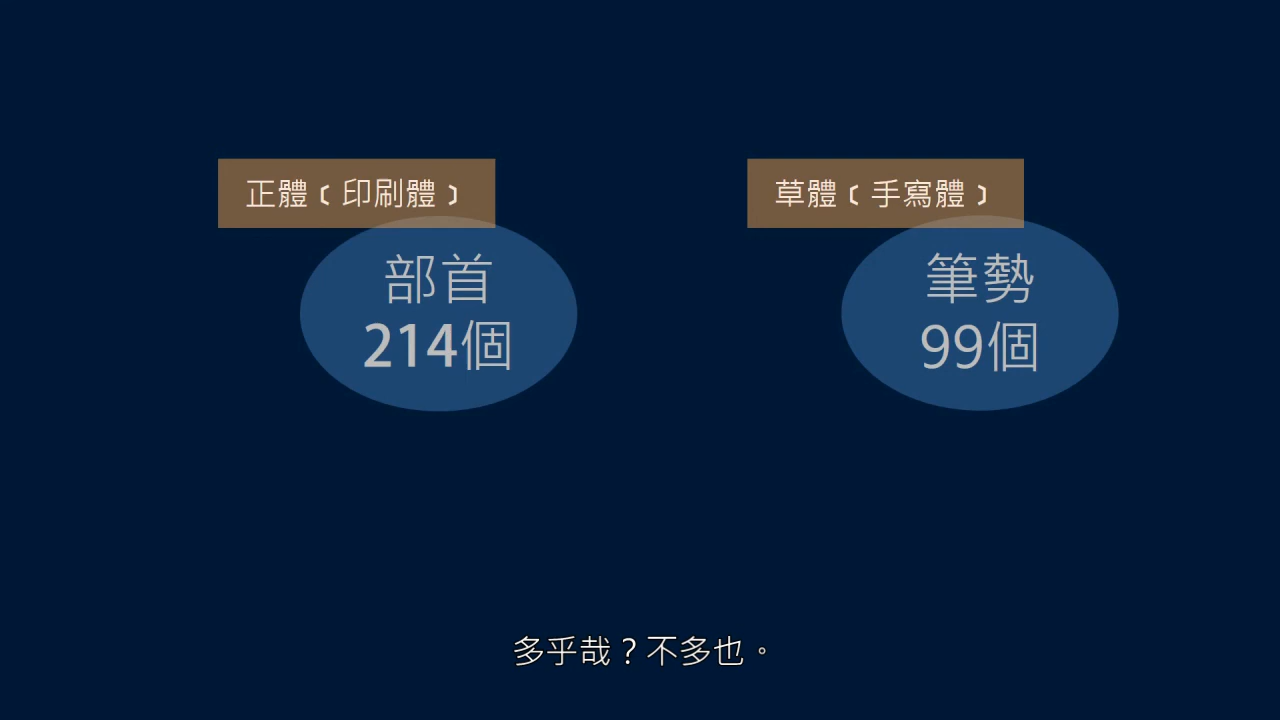 正體﹝印刷體﹞
部首
214個
草體﹝手寫體﹞
筆勢
99個
多乎哉？不多也。